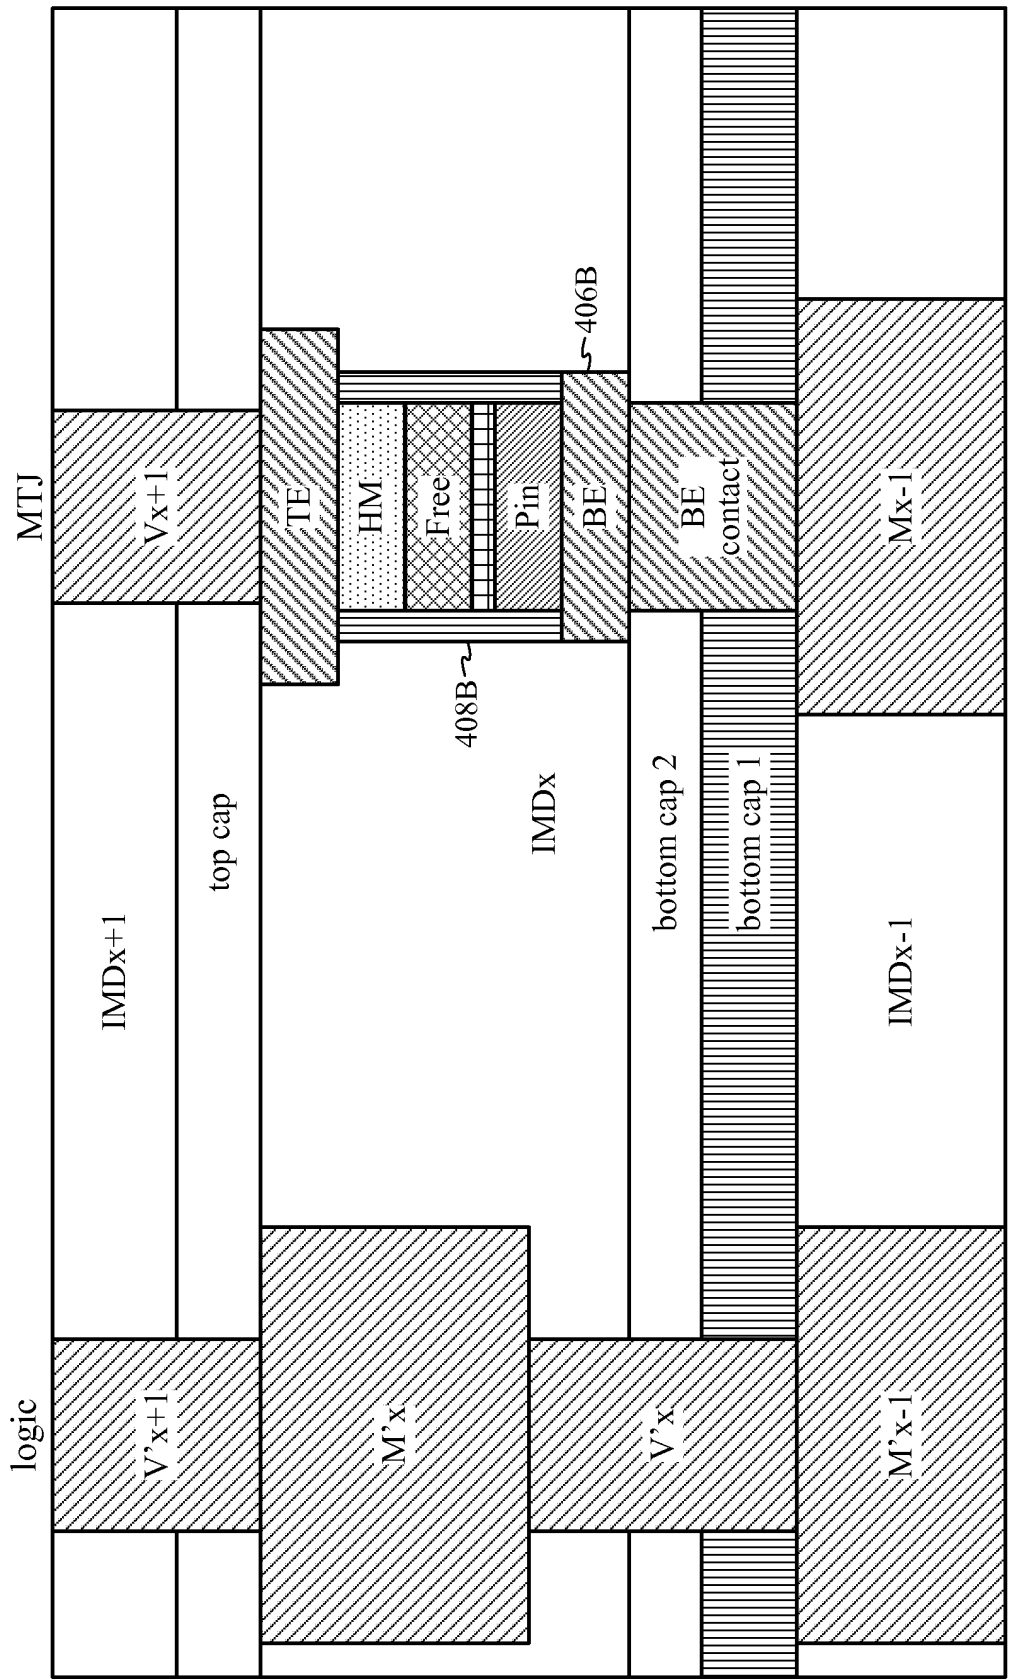 logic
MTJ
V'x+1
IMDx+1
Vx+1
top cap
M'x
TE
HM
Free
Pin
BE
406B
408B
IMDx
V'x
bottom cap 2
bottom cap 1
BE
contact
M'x-1
IMDx-1
Mx-1